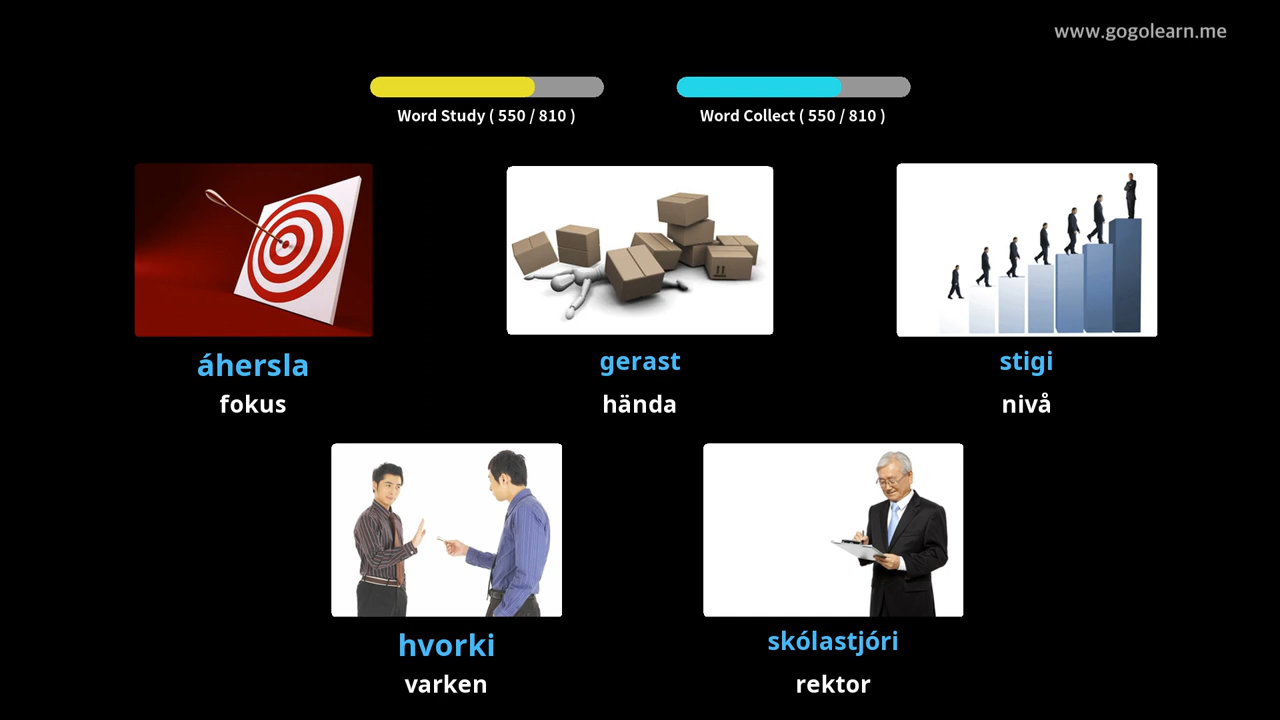 www.gogolearn.me
Word Study ( 550 / 810 )
Word Collect ( 550 / 810 )
áhersla
fokus
gerast
hända
stigi
nivå
hvorki
varken
skólastjóri
rektor